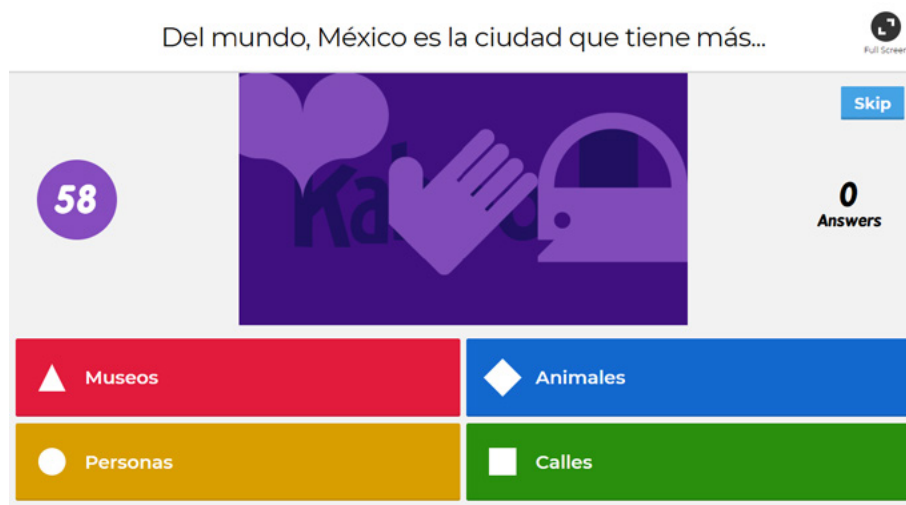 Del mundo, México es la ciudad que tiene más...
Full Screen
Skip
58
0
Answers
Museos
Animales
Personas
Calles